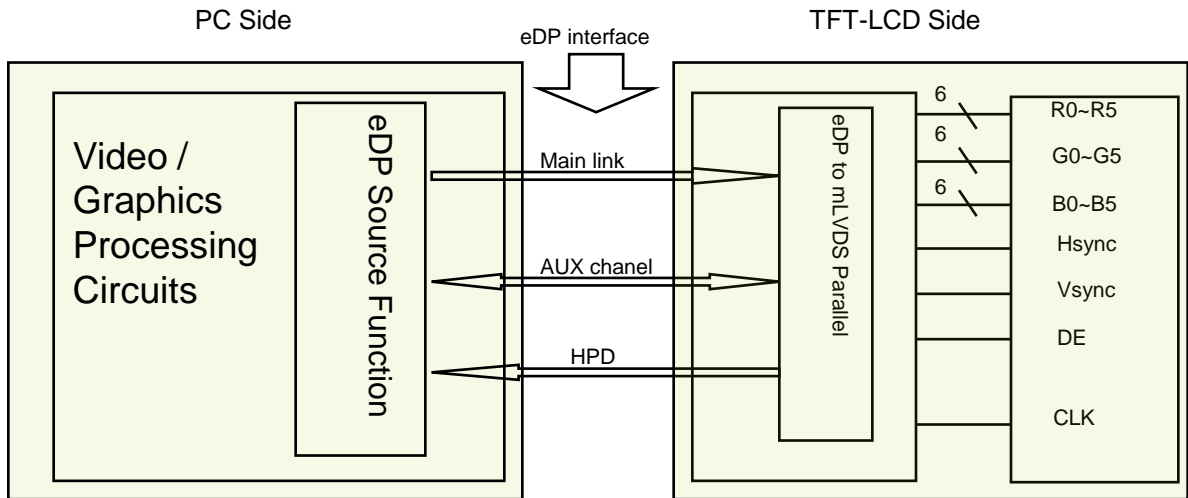 PC Side
eDP interface
TFT-LCD Side
Video /
Graphics
Processing
Circuits
eDP Source Function
Main link
AUX chanel
HPD
eDP to mLVDS Parallel
6
R0~R5
6
G0~G5
6
B0~B5
Hsync
Vsync
DE
CLK